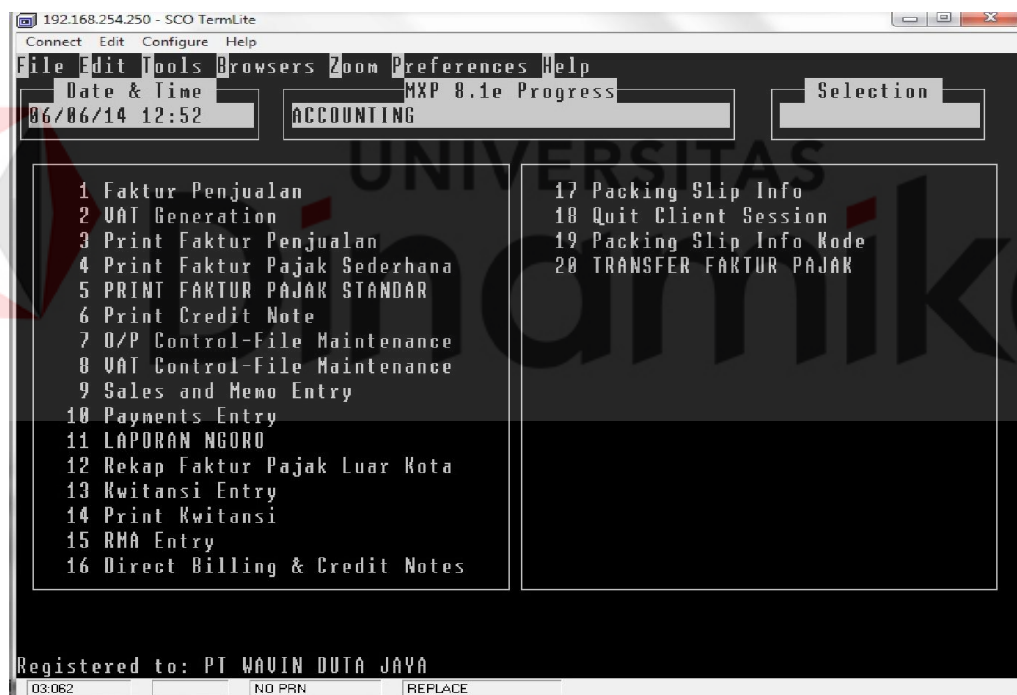 192.168.254.250 - SCO TermLite
Connect Edit Configure Help
File Edit Tools Browsers Zoom Preferences Help
Date & Time
MXP 8.1e Progress
Selection
06/06/14 12:52
ACCOUNTING
UNIVERSITAS
Dinamika
1 Faktur Penjualan
2 VAT Generation
3 Print Faktur Penjualan
4 Print Faktur Pajak Sederhana
5 PRINT FAKTUR PAJAK STANDAR
6 Print Credit Note
7 O/P Control-File Maintenance
8 VAT Control-File Maintenance
9 Sales and Memo Entry
10 Payments Entry
11 LAPORAN NGORO
12 Rekap Faktur Pajak Luar Kota
13 Kwitansi Entry
14 Print Kwitansi
15 RMA Entry
16 Direct Billing & Credit Notes
17 Packing Slip Info
18 Quit Client Session
19 Packing Slip Info Kode
20 TRANSFER FAKTUR PAJAK
Registered to: PT WAVIN DUTA JAYA
03:062 NO PRN REPLACE